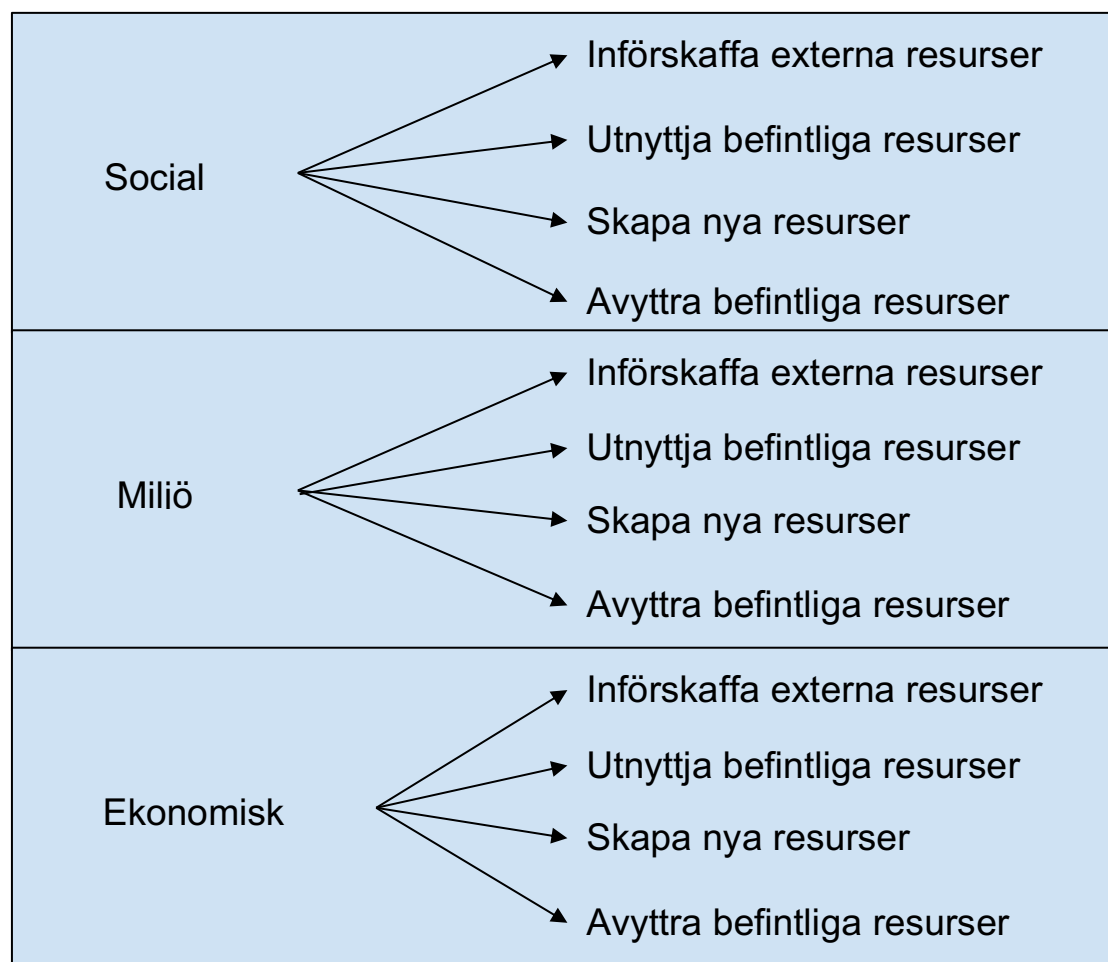 Införskaffa externa resurser
Utnyttja befintliga resurser
Social
Skapa nya resurser
Avyttra befintliga resurser
Införskaffa externa resurser
Utnyttja befintliga resurser
Miljö
Skapa nya resurser
Avyttra befintliga resurser
Införskaffa externa resurser
Utnyttja befintliga resurser
Ekonomisk
Skapa nya resurser
Avyttra befintliga resurser